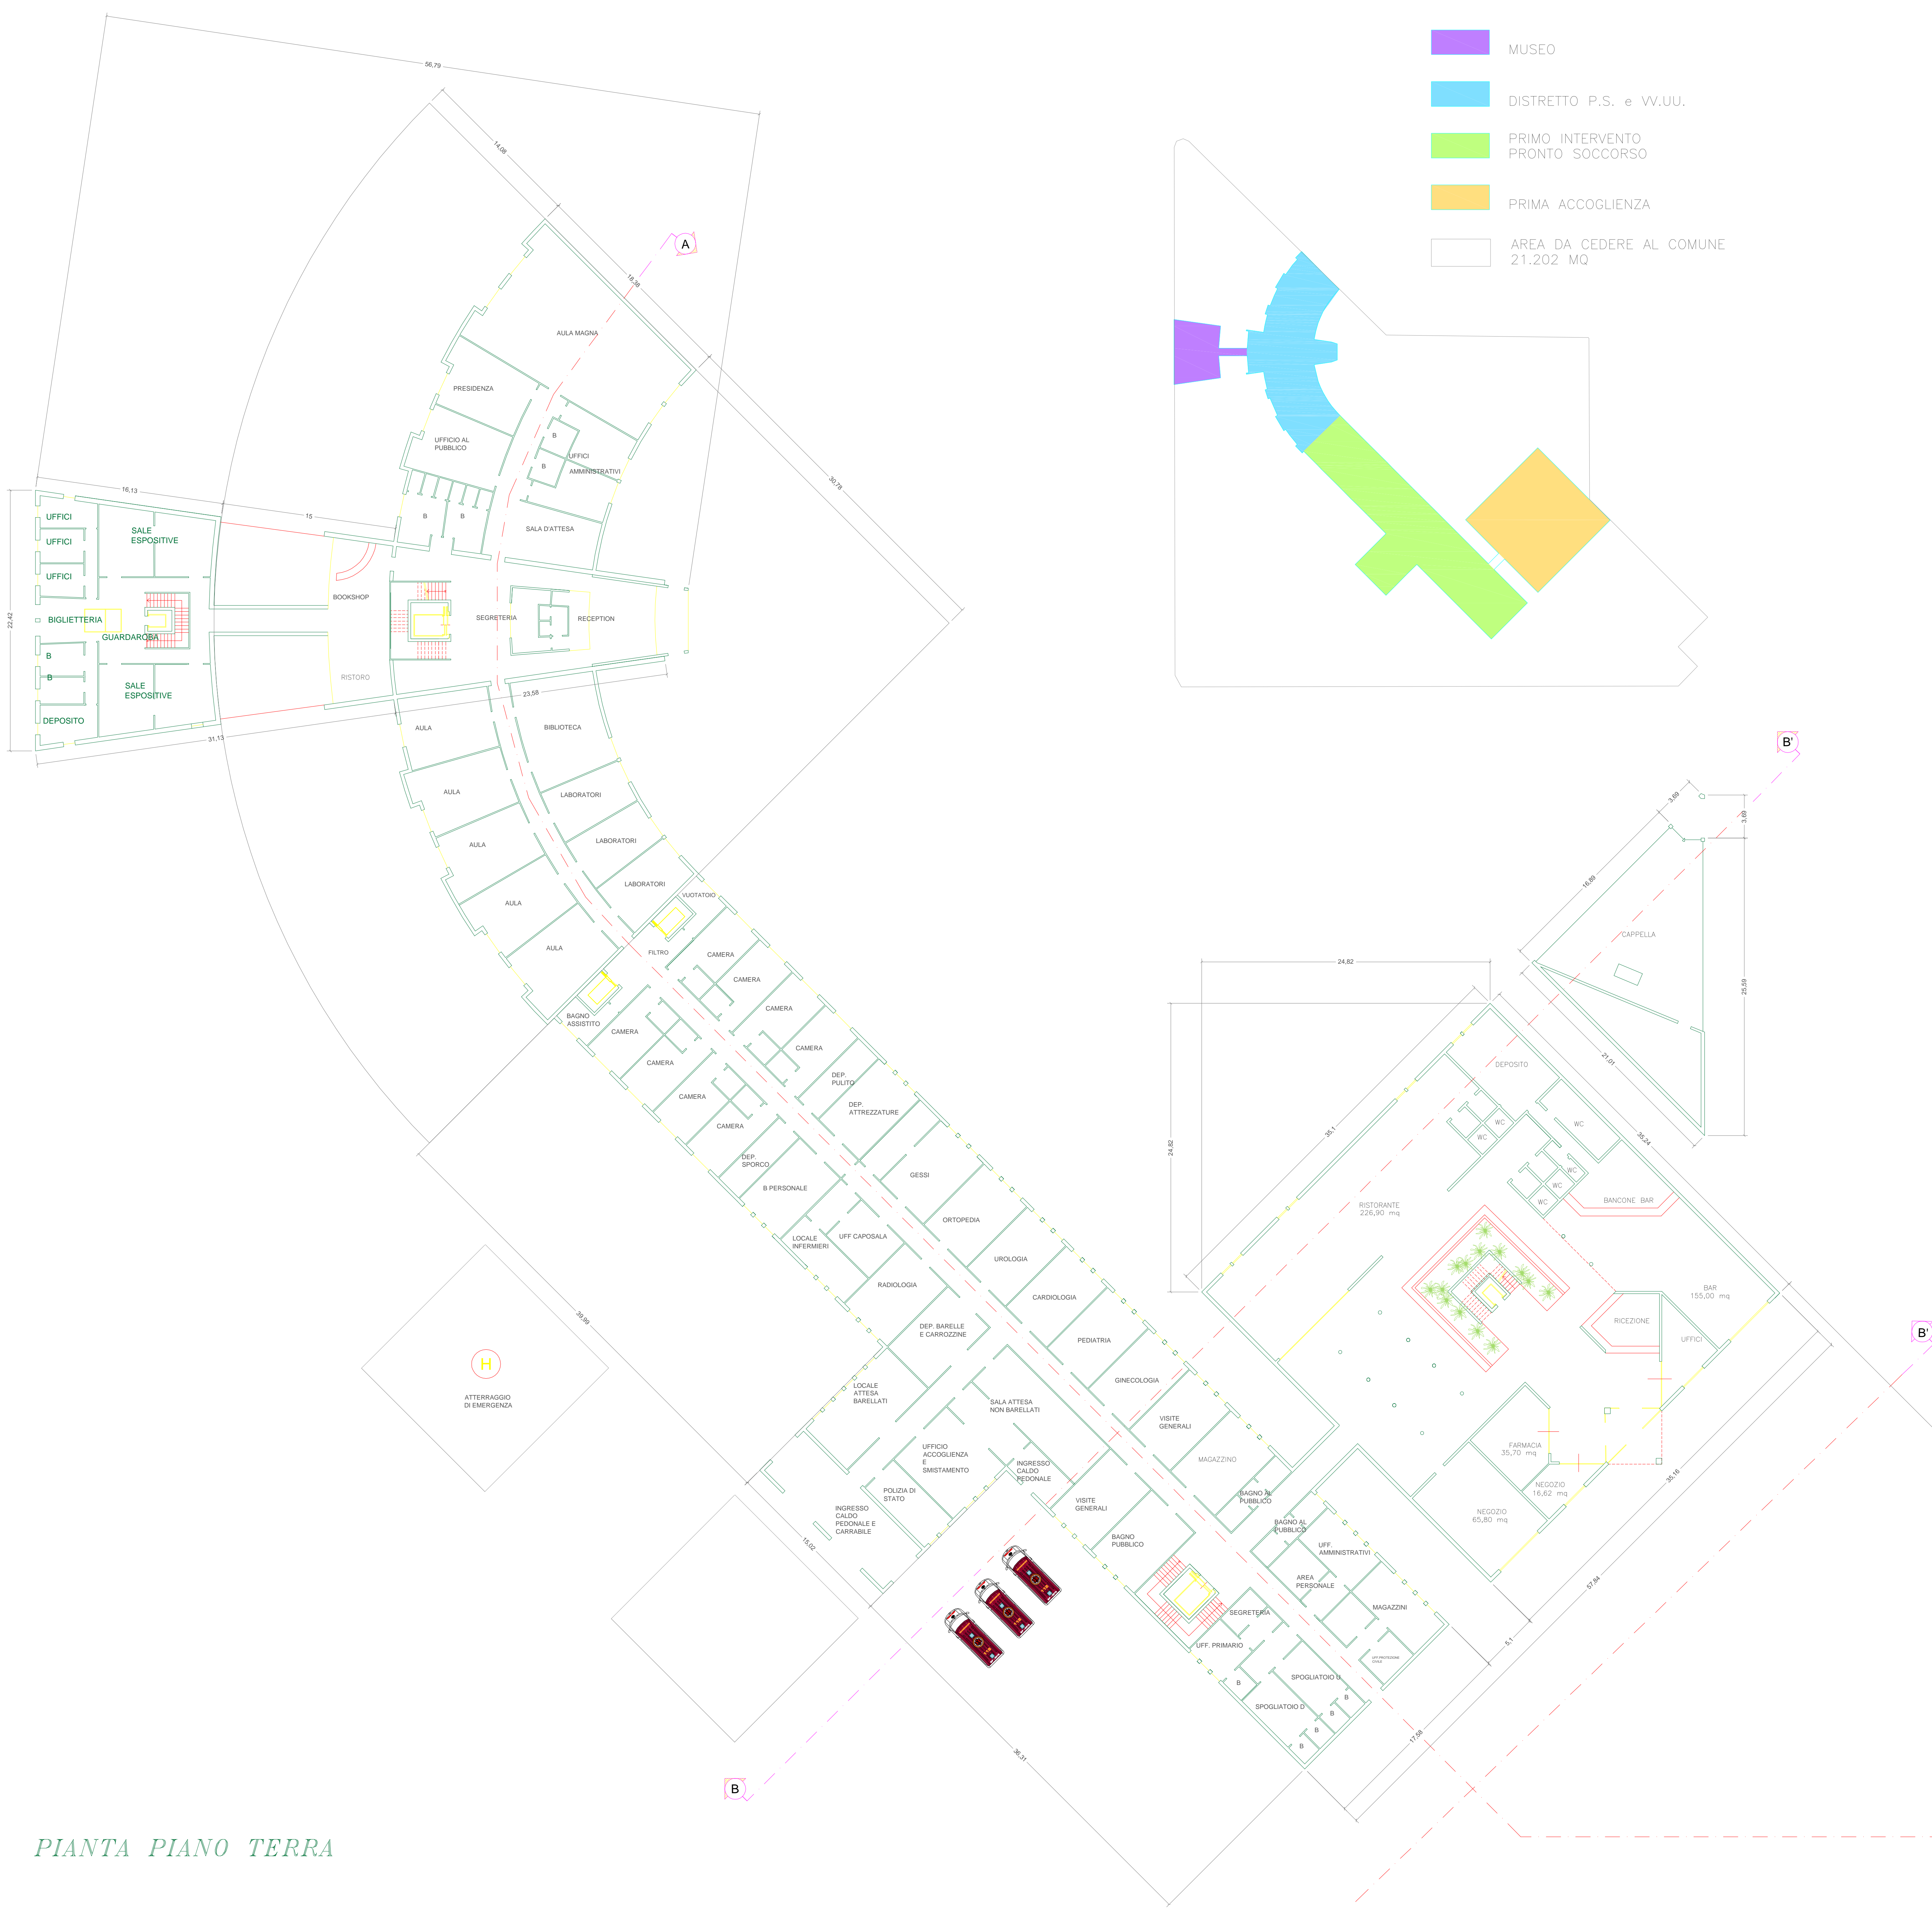 MUSEO
DISTRETTO P.S. e VV.UU.
PRIMO INTERVENTO
PRONTO SOCCORSO
PRIMA ACCOGLIENZA
AREA DA CEDERE AL COMUNE
21.202 MQ
56,79
14,08
A
18,38
30,78
AULA MAGNA
PRESIDENZA
UFFICIO AL
PUBBLICO
B
B
UFFICI
AMMINISTRATIVI
B
B
SALA D'ATTESA
16,13
15
22,42
UFFICI
UFFICI
UFFICI
SALE
ESPOSITIVE
BIGLIETTERIA
GUARDAROBA
B
B
DEPOSITO
SALE
ESPOSITIVE
BOOKSHOP
RISTORO
SEGRETERIA
RECEPTION
23,58
31,13
AULA
AULA
AULA
AULA
AULA
BIBLIOTECA
LABORATORI
LABORATORI
LABORATORI
VUOTATOIO
FILTRO
BAGNO
ASSISTITO
CAMERA
CAMERA
CAMERA
CAMERA
CAMERA
CAMERA
CAMERA
CAMERA
DEP.
PULITO
DEP.
ATTREZZATURE
DEP.
SPORCO
B PERSONALE
GESSI
ORTOPEDIA
LOCALE
INFERMIERI
UFF CAPOSALA
UROLOGIA
RADIOLOGIA
CARDIOLOGIA
DEP. BARELLE
E CARROZZINE
PEDIATRIA
GINECOLOGIA
LOCALE
ATTESA
BARELLATI
SALA ATTESA
NON BARELLATI
VISITE
GENERALI
UFFICIO
ACCOGLIENZA
E
SMISTAMENTO
MAGAZZINO
INGRESSO
CALDO
PEDONALE
POLIZIA DI
STATO
INGRESSO
CALDO
PEDONALE E
CARRABILE
VISITE
GENERALI
BAGNO AL
PUBBLICO
BAGNO AL
PUBBLICO
BAGNO
PUBBLICO
UFF.
AMMINISTRATIVI
AREA
PERSONALE
MAGAZZINI
SEGRETERIA
UFF. PRIMARIO
UFF PROTEZIONE
CIVILE
SPOGLIATOIO U
SPOGLIATOIO D
B
B
B
B
B
H
ATTERRAGGIO
DI EMERGENZA
39,99
15,02
36,31
B
B'
3,69
3,69
16,89
CAPPELLA
25,59
21,01
24,82
24,82
35,1
35,24
DEPOSITO
WC
WC
WC
WC
WC
WC
RISTORANTE
226,90 mq
BANCONE BAR
BAR
155,00 mq
RICEZIONE
UFFICI
B'
FARMACIA
35,70 mq
NEGOZIO
16,62 mq
NEGOZIO
65,80 mq
35,16
57,84
5,1
17,58
PIANTA PIANO TERRA